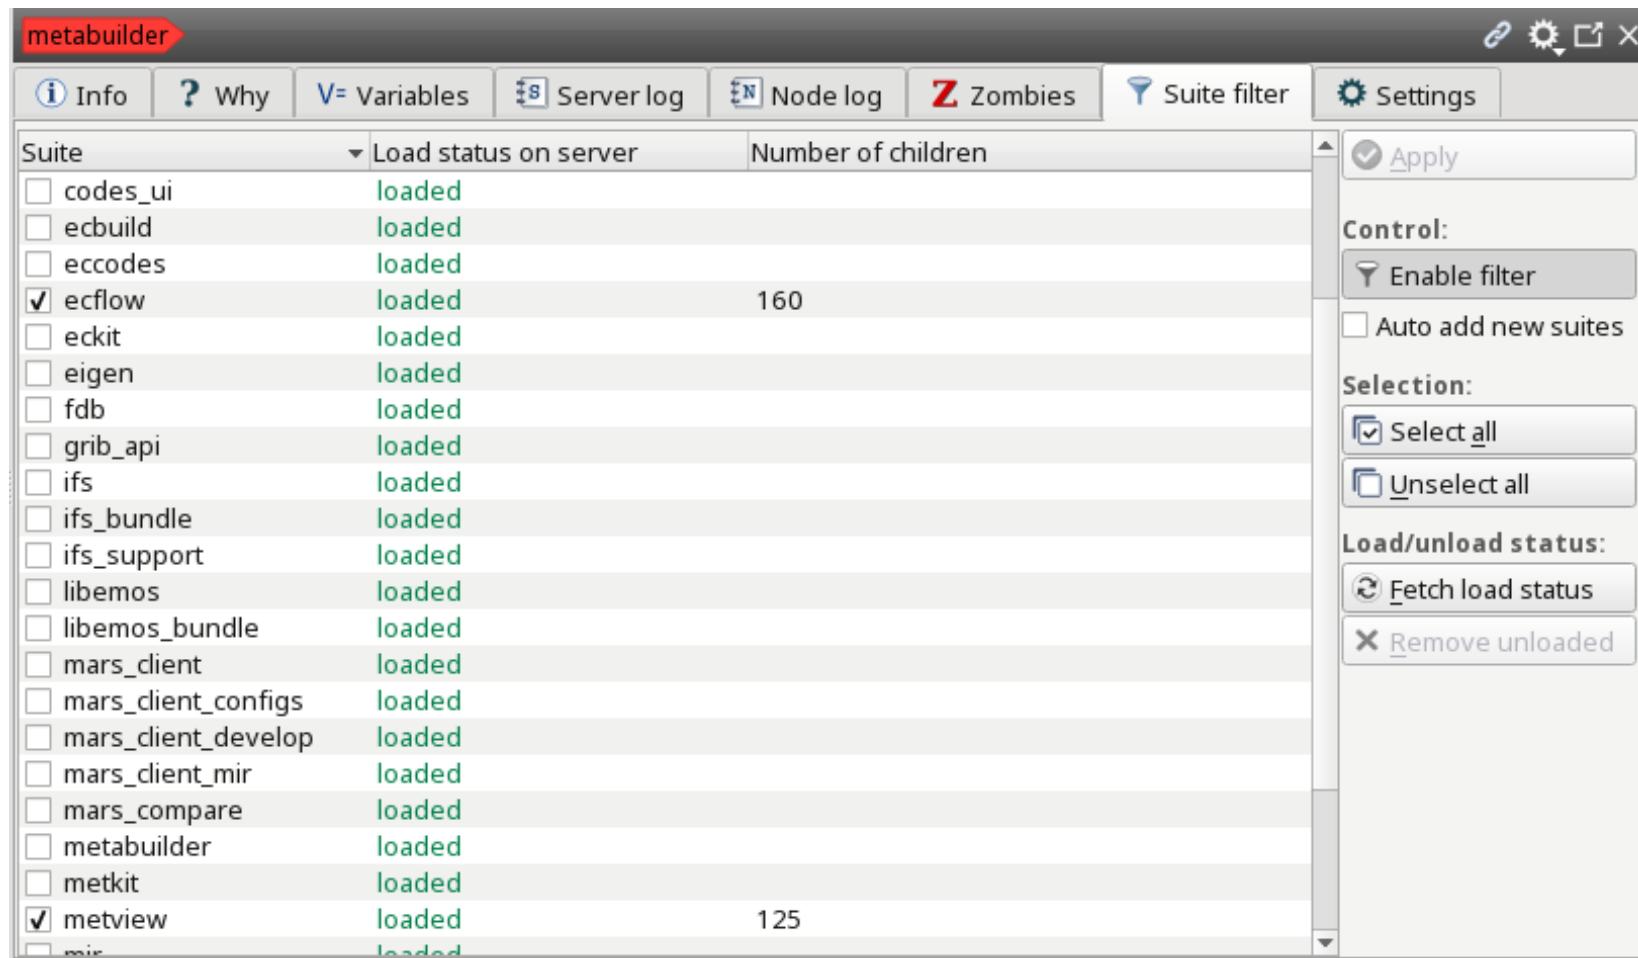 metabuilder
Info ? Why V= Variables S Server log N Node log Z Zombies Suite filter Settings
Suite Load status on server Number of children
codes_ui loaded
ecbuild loaded
eccodes loaded
ecflow loaded 160
eckit loaded
eigen loaded
fdb loaded
grib_api loaded
ifs loaded
ifs_bundle loaded
ifs_support loaded
libemos loaded
libemos_bundle loaded
mars_client loaded
mars_client_configs loaded
mars_client_develop loaded
mars_client_mir loaded
mars_compare loaded
metabuilder loaded
metkit loaded
metview loaded 125
mir loaded
Apply
Control:
Enable filter
Auto add new suites
Selection:
Select all
Unselect all
Load/unload status:
Fetch load status
Remove unloaded